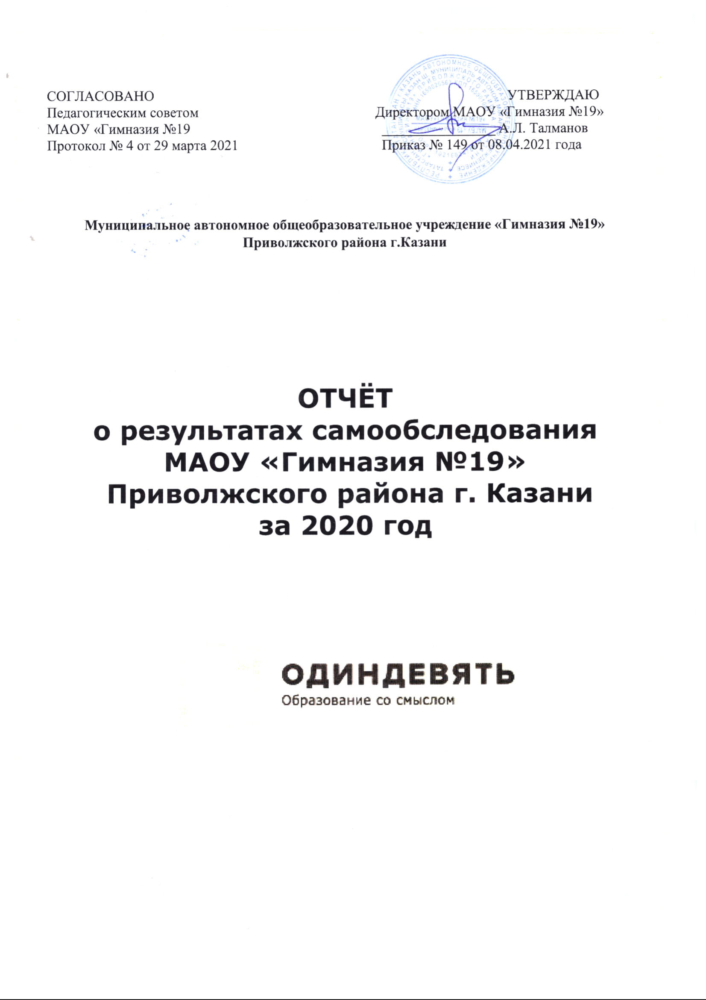 СОГЛАСОВАНО
Педагогическим советом
МАОУ «Гимназия №19
Протокол № 4 от 29 марта 2021
УТВЕРЖДАЮ
Директором МАОУ «Гимназия №19»
А.Л. Талманов
Приказ № 149 от 08.04.2021 года
Муниципальное автономное общеобразовательное учреждение «Гимназия №19»
Приволжского района г.Казани
ОТЧЁТ
о результатах самообследования
МАОУ «Гимназия №19»
Приволжского района г. Казани
за 2020 год
ОДИНДЕВЯТЬ
Образование со смыслом